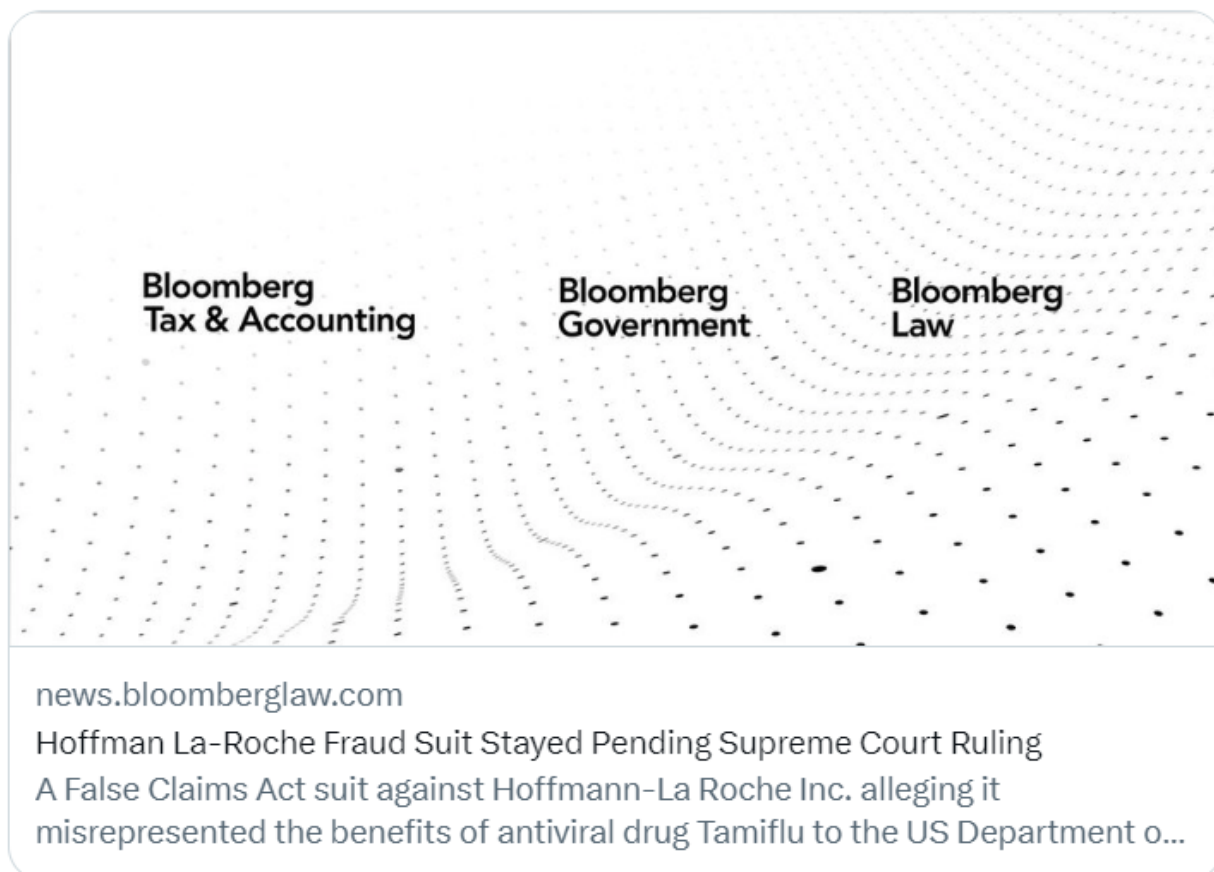 Bloomberg
Tax & Accounting
Bloomberg
Government
Bloomberg
Law
news.bloomberglaw.com
Hoffman La-Roche Fraud Suit Stayed Pending Supreme Court Ruling
A False Claims Act suit against Hoffmann-La Roche Inc. alleging it
misrepresented the benefits of antiviral drug Tamiflu to the US Department o...